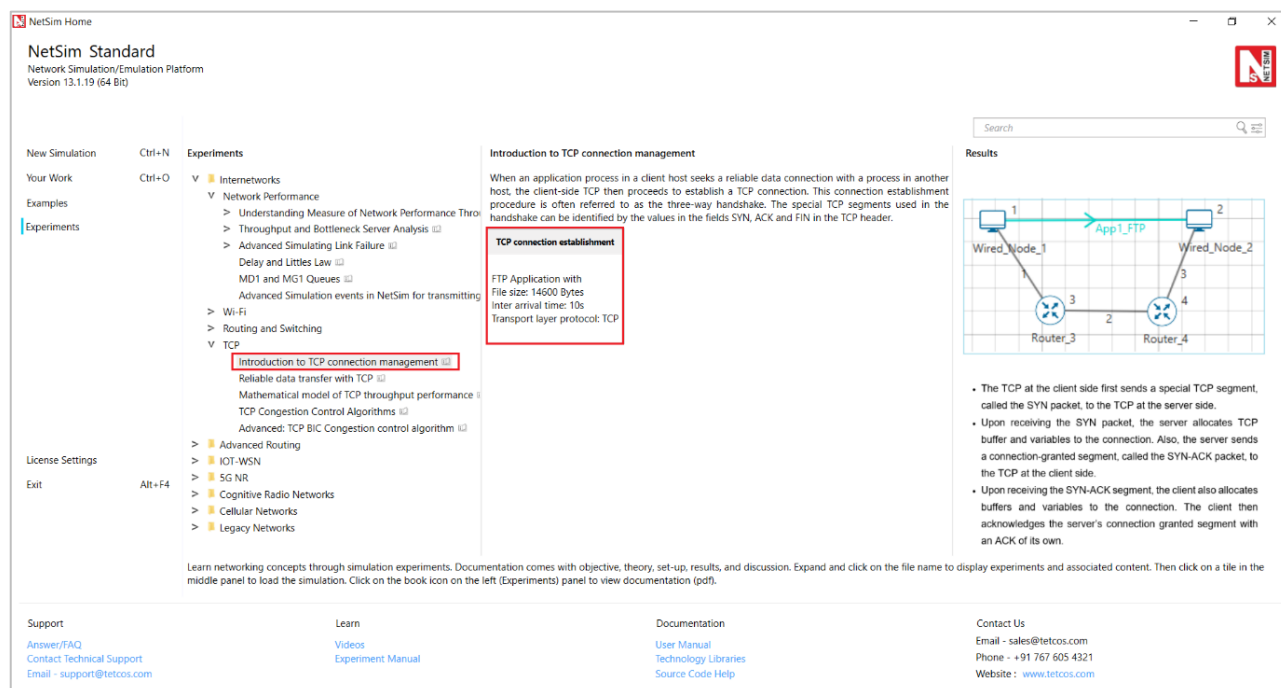 NetSim Home
NetSim Standard
Network Simulation/Emulation Platform
Version 13.1.19 (64 Bit)
NETSIM
Search
New Simulation Ctrl+N
Your Work Ctrl+O
Examples
Experiments
License Settings
Exit Alt+F4
Experiments
Internetworks
Network Performance
Understanding Measure of Network Performance Throu
Throughput and Bottleneck Server Analysis
Advanced Simulating Link Failure
Delay and Littles Law
MD1 and MG1 Queues
Advanced Simulation events in NetSim for transmitting
Wi-Fi
Routing and Switching
TCP
Introduction to TCP connection management
Reliable data transfer with TCP
Mathematical model of TCP throughput performance
TCP Congestion Control Algorithms
Advanced: TCP BIC Congestion control algorithm
Advanced Routing
IOT-WSN
5G NR
Cognitive Radio Networks
Cellular Networks
Legacy Networks
Introduction to TCP connection management
When an application process in a client host seeks a reliable data connection with a process in another
host, the client-side TCP then proceeds to establish a TCP connection. This connection establishment
procedure is often referred to as the three-way handshake. The special TCP segments used in the
handshake can be identified by the values in the fields SYN, ACK and FIN in the TCP header.
TCP connection establishment
FTP Application with
File size: 14600 Bytes
Inter arrival time: 10s
Transport layer protocol: TCP
Results
1 2
App1_FTP
Wired_Node_1 Wired_Node_2
1 3
3 4
2
Router_3 Router_4
• The TCP at the client side first sends a special TCP segment,
called the SYN packet, to the TCP at the server side.
• Upon receiving the SYN packet, the server allocates TCP
buffer and variables to the connection. Also, the server sends
a connection-granted segment, called the SYN-ACK packet, to
the TCP at the client side.
• Upon receiving the SYN-ACK segment, the client also allocates
buffers and variables to the connection. The client then
acknowledges the server's connection granted segment with
an ACK of its own.
Learn networking concepts through simulation experiments. Documentation comes with objective, theory, set-up, results, and discussion. Expand and click on the file name to display experiments and associated content. Then click on a tile in the
middle panel to load the simulation. Click on the book icon on the left (Experiments) panel to view documentation (pdf).
Support
Answer/FAQ
Contact Technical Support
Email - support@tetcos.com
Learn
Videos
Experiment Manual
Documentation
User Manual
Technology Libraries
Source Code Help
Contact Us
Email - sales@tetcos.com
Phone - +91 767 605 4321
Website : www.tetcos.com